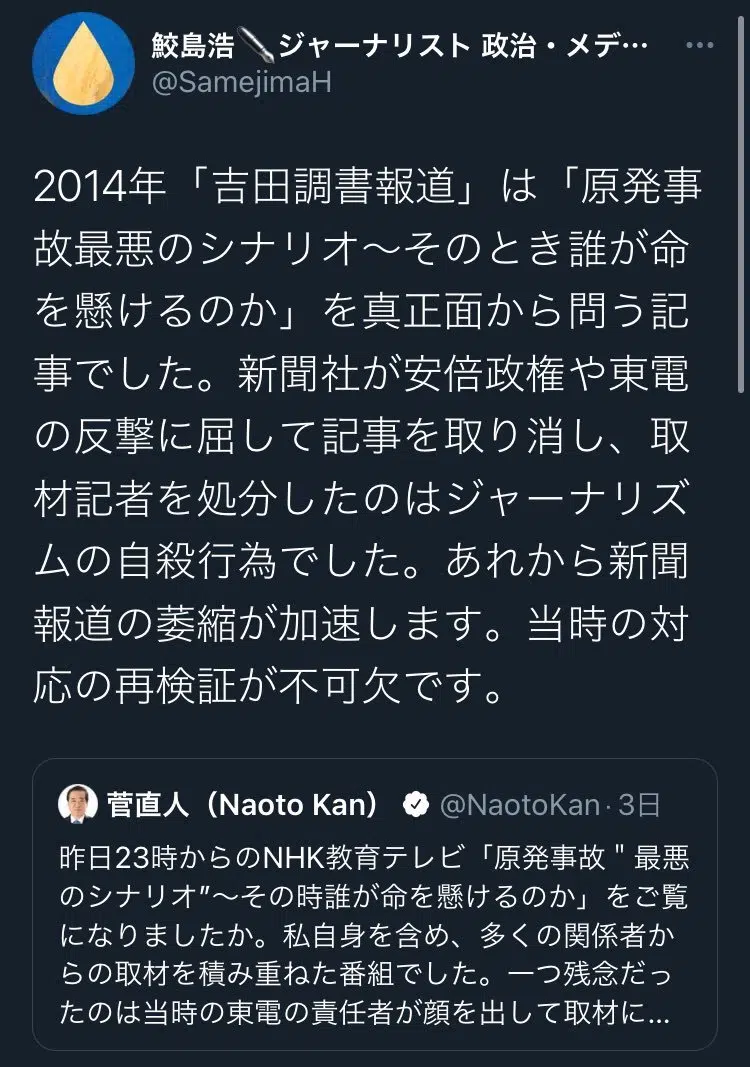 鮫島浩✒️ジャーナリスト 政治・メデ…
@SamejimaH
2014年「吉田調書報道」は「原発事
故最悪のシナリオ〜そのとき誰が命
を懸けるのか」を真正面から問う記
事でした。新聞社が安倍政権や東電
の反撃に屈して記事を取り消し、取
材記者を処分したのはジャーナリズ
ムの自殺行為でした。あれから新聞
報道の萎縮が加速します。当時の対
応の再検証が不可欠です。
菅直人（Naoto Kan） @NaotoKan · 3日
昨日23時からのNHK教育テレビ「原発事故＂最悪
のシナリオ”〜その時誰が命を懸けるのか」をご覧
になりましたか。私自身を含め、多くの関係者か
らの取材を積み重ねた番組でした。一つ残念だっ
たのは当時の東電の責任者が顔を出して取材に...